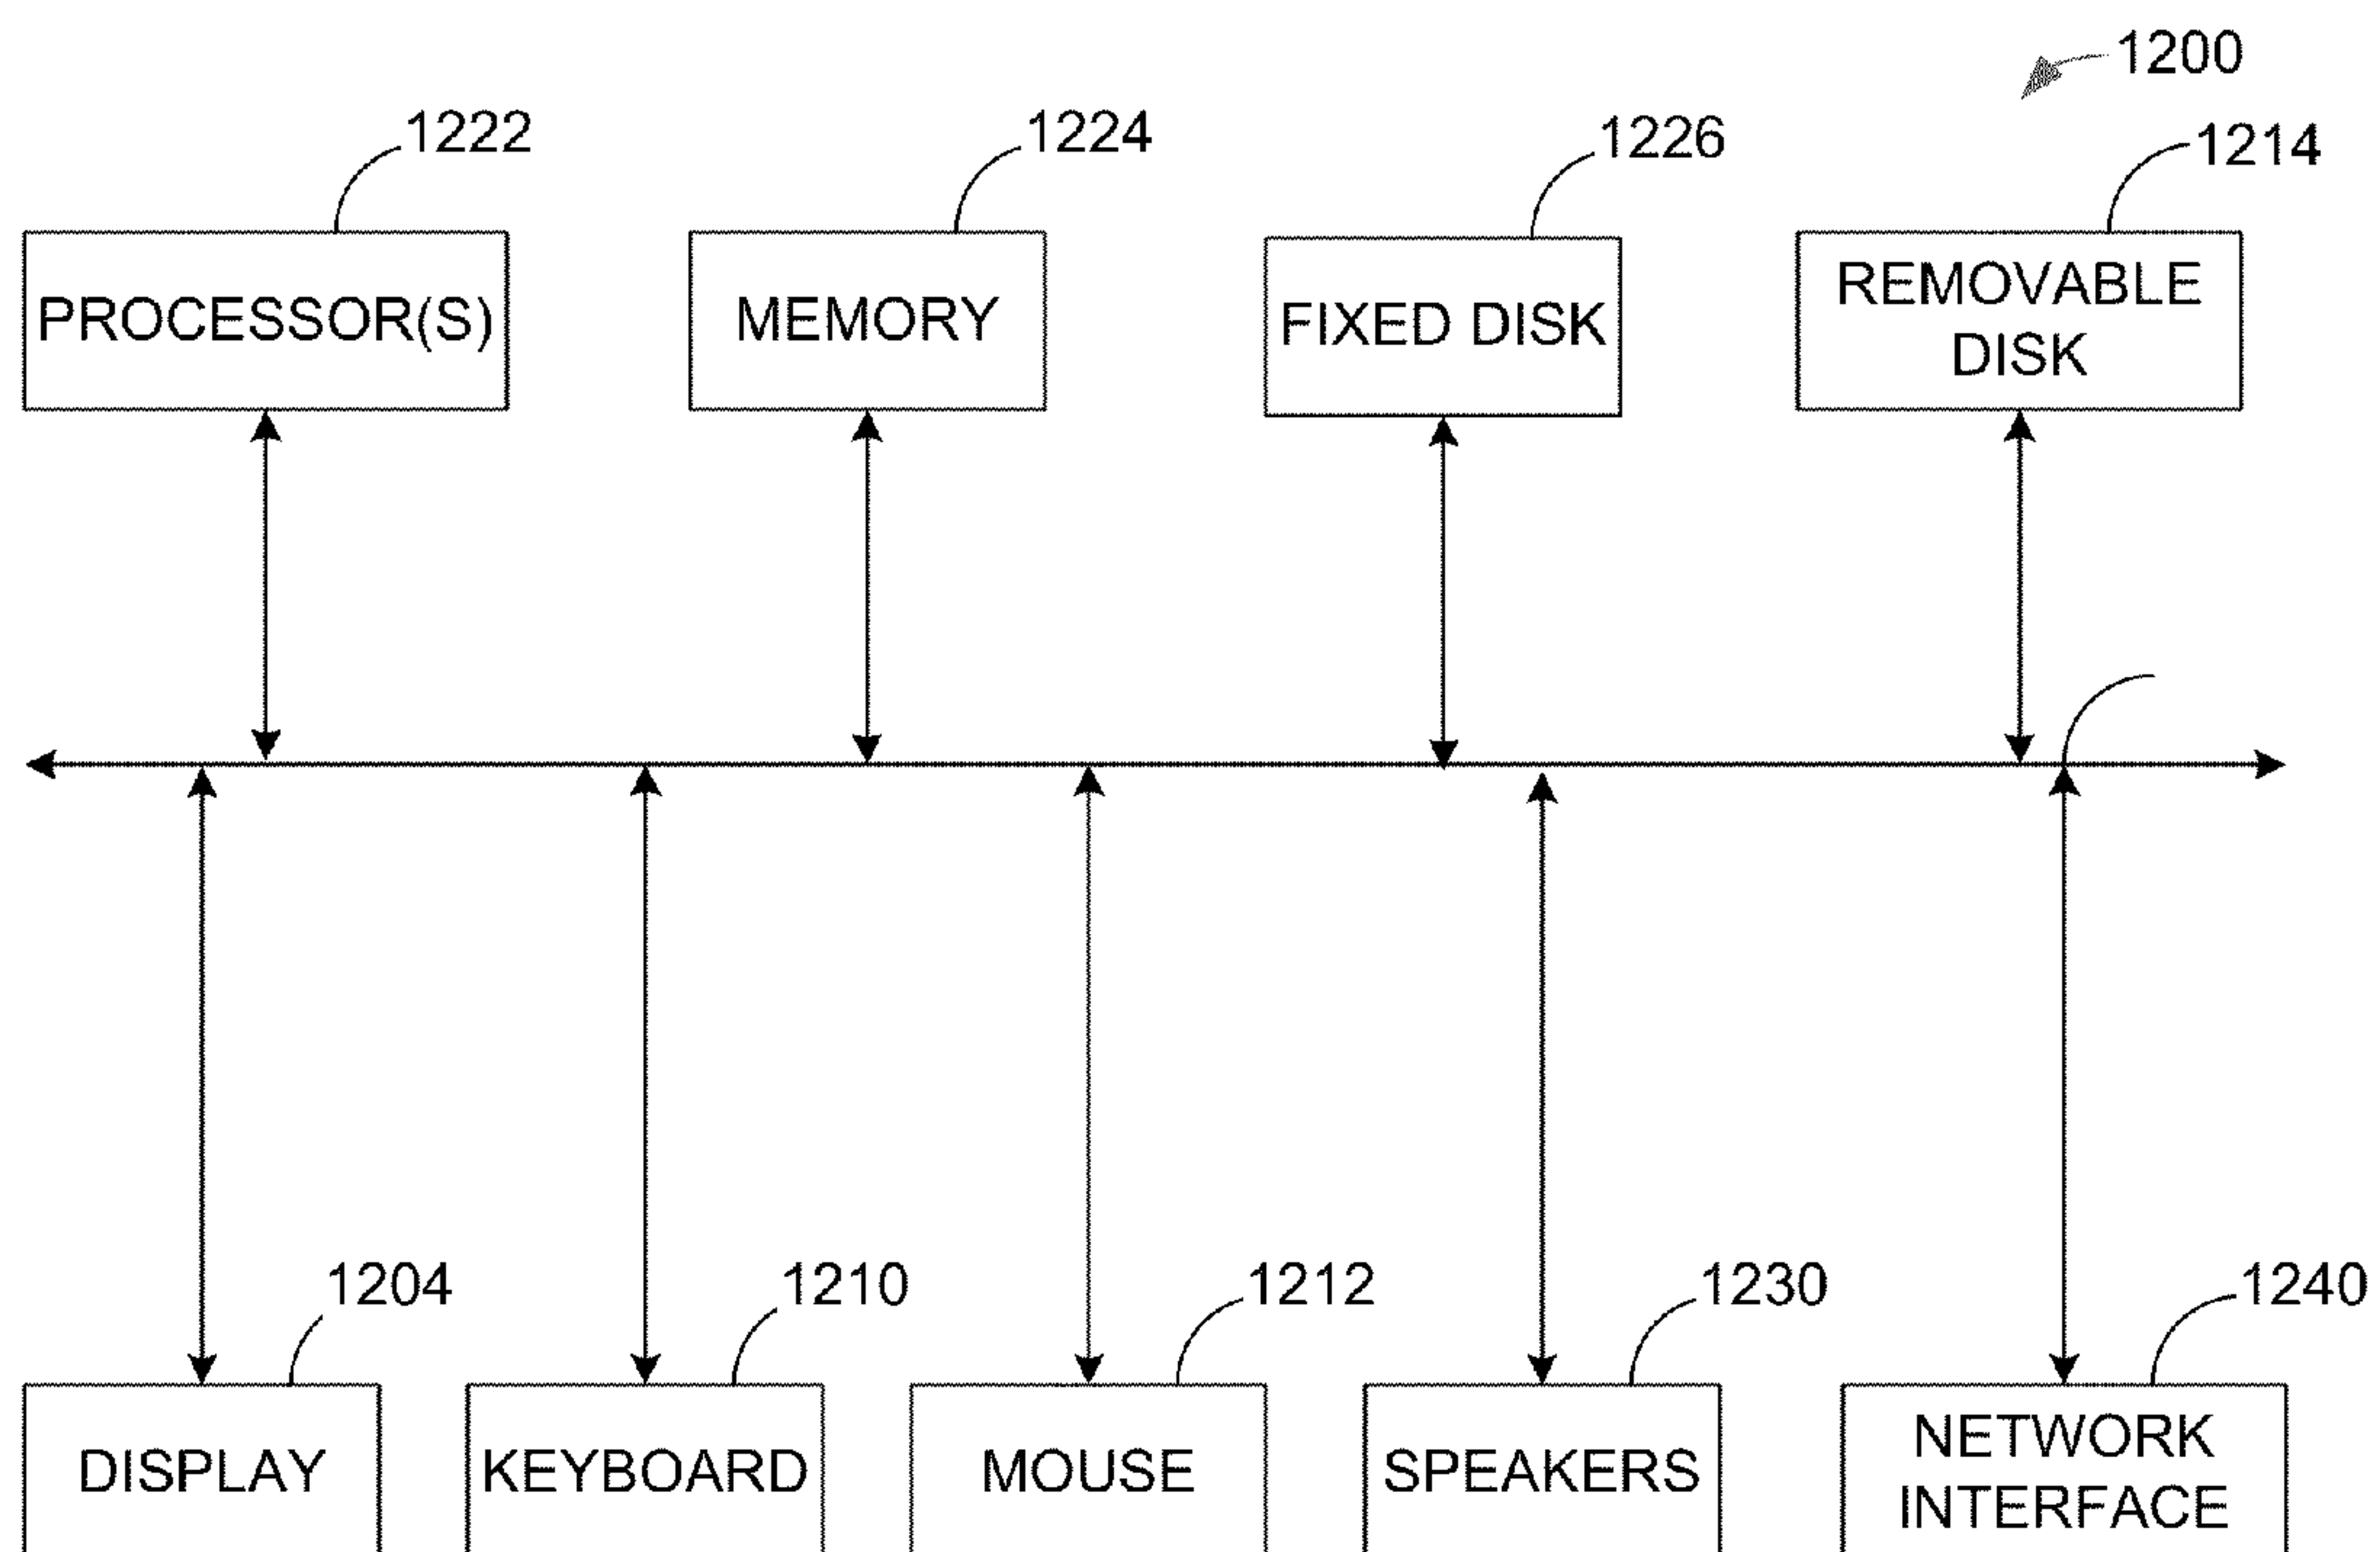 1200
1222
1224
1226
1214
PROCESSOR(S)
MEMORY
FIXED DISK
REMOVABLE
DISK
1204
1210
1212
1230
1240
DISPLAY
KEYBOARD
MOUSE
SPEAKERS
NETWORK
INTERFACE